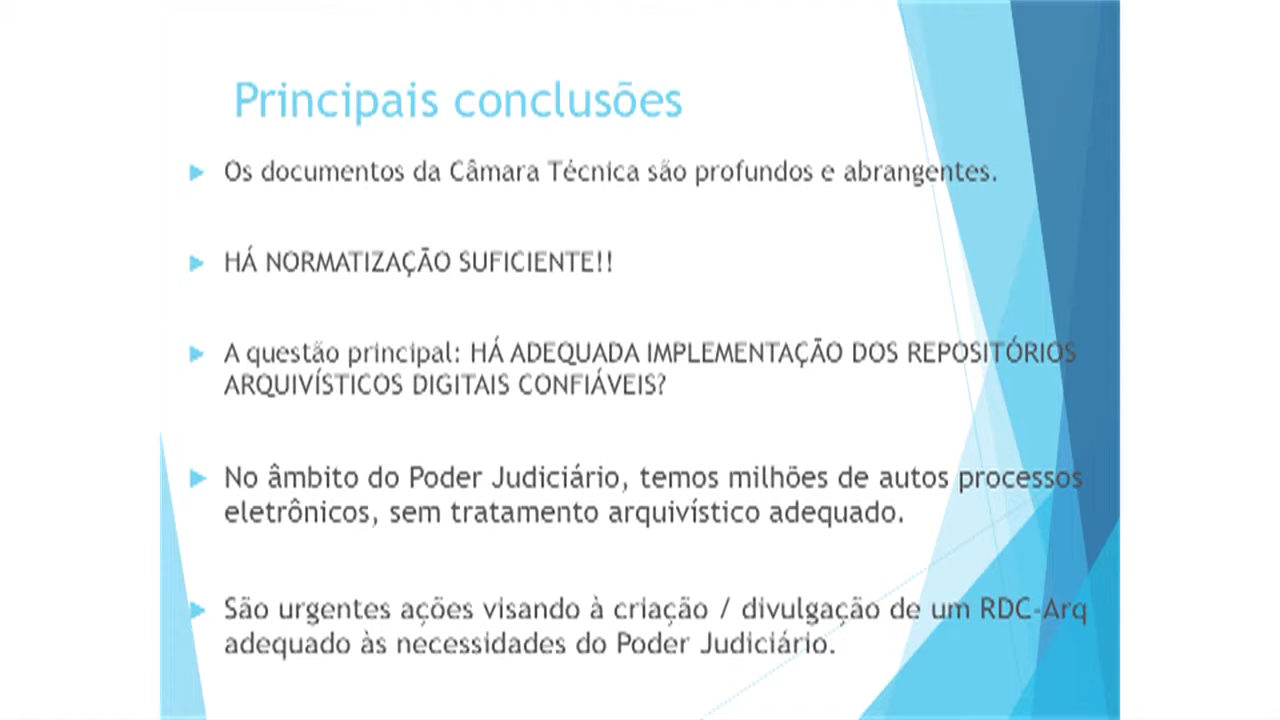 Principais conclusões
Os documentos da Câmara Técnica são profundos e abrangentes.
HÁ NORMATIZAÇÃO SUFICIENTE!!
A questão principal: HÁ ADEQUADA IMPLEMENTAÇÃO DOS REPOSITÓRIOS
ARQUIVÍSTICOS DIGITAIS CONFIÁVEIS?
No âmbito do Poder Judiciário, temos milhões de autos processos
eletrônicos, sem tratamento arquivístico adequado.
São urgentes ações visando à criação / divulgação de um RDC-Arq
adequado às necessidades do Poder Judiciário.